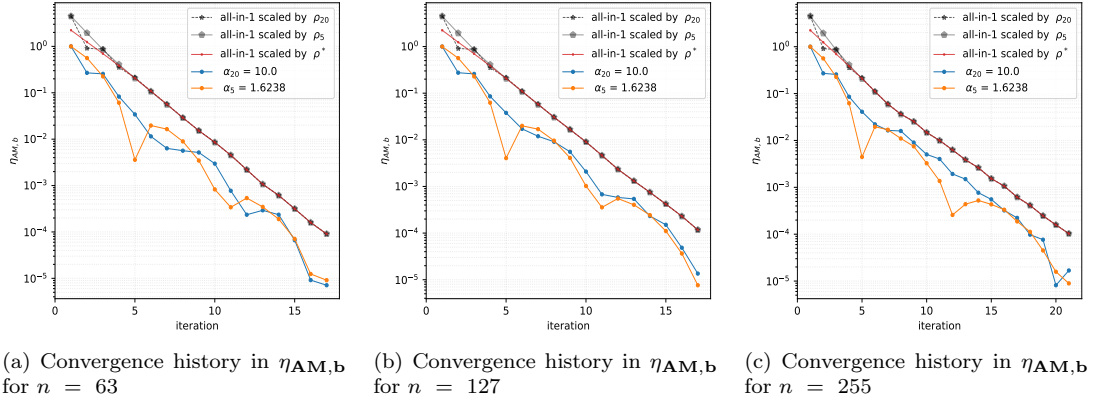 all-in-1 scaled by ρ20
all-in-1 scaled by ρ5
all-in-1 scaled by ρ*
α20 = 10.0
α5 = 1.6238
10^0
10^−1
10^−2
10^−3
10^−4
10^−5
ηAM,b
0 5 10 15
iteration
all-in-1 scaled by ρ20
all-in-1 scaled by ρ5
all-in-1 scaled by ρ*
α20 = 10.0
α5 = 1.6238
10^0
10^−1
10^−2
10^−3
10^−4
10^−5
ηAM,b
0 5 10 15
iteration
all-in-1 scaled by ρ20
all-in-1 scaled by ρ5
all-in-1 scaled by ρ*
α20 = 10.0
α5 = 1.6238
10^0
10^−1
10^−2
10^−3
10^−4
10^−5
ηAM,b
0 5 10 15 20
iteration
(a) Convergence history in ηAM,b
for n = 63
(b) Convergence history in ηAM,b
for n = 127
(c) Convergence history in ηAM,b
for n = 255